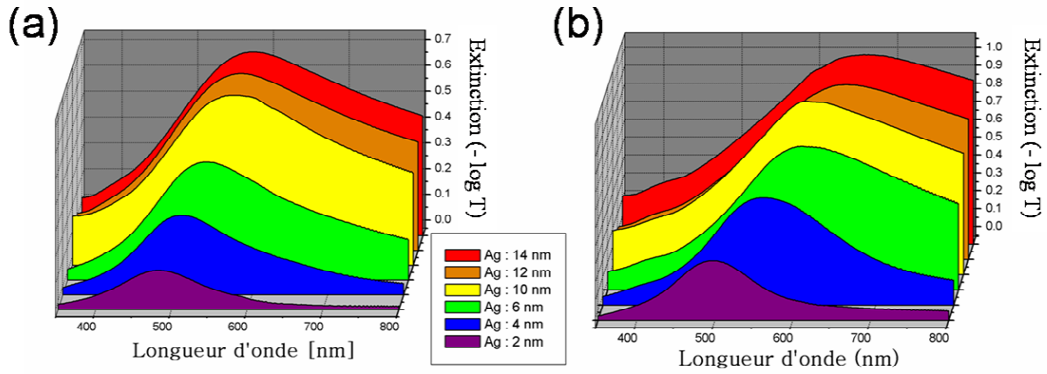 (a)
0.7
0.6
0.5
0.4
0.3
0.2
0.1
0.0
Extinction (- log T)
400 500 600 700 800
Longueur d'onde [nm]
Ag : 14 nm
Ag : 12 nm
Ag : 10 nm
Ag : 6 nm
Ag : 4 nm
Ag : 2 nm
(b)
1.0
0.9
0.8
0.7
0.6
0.5
0.4
0.3
0.2
0.1
0.0
Extinction (- log T)
400 500 600 700 800
Longueur d'onde (nm)